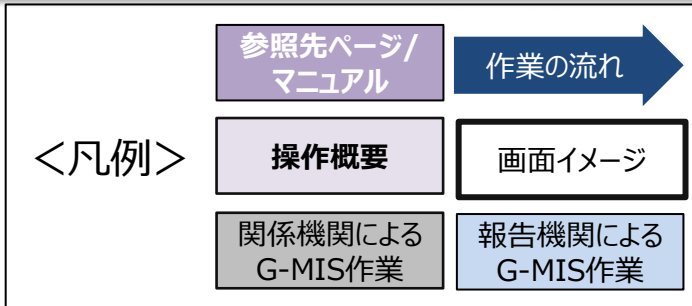 <凡例>
参照先ページ/
マニュアル
作業の流れ
操作概要
画面イメージ
関係機関による
G-MIS作業
報告機関による
G-MIS作業